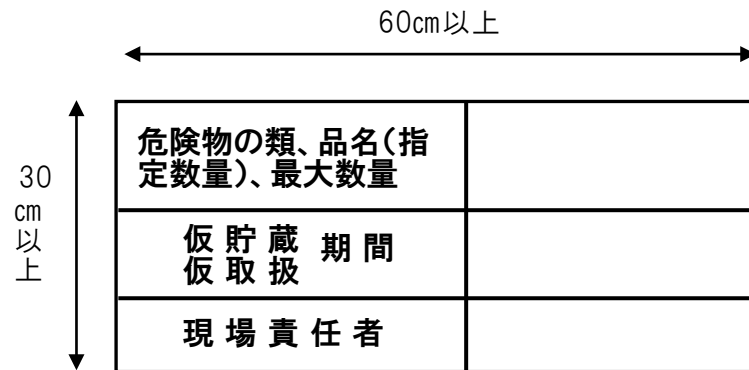 60㎝以上
30
㎝
以
上
危険物の類、品名(指
定数量)、最大数量
仮貯蔵 期間
仮取扱
現場責任者